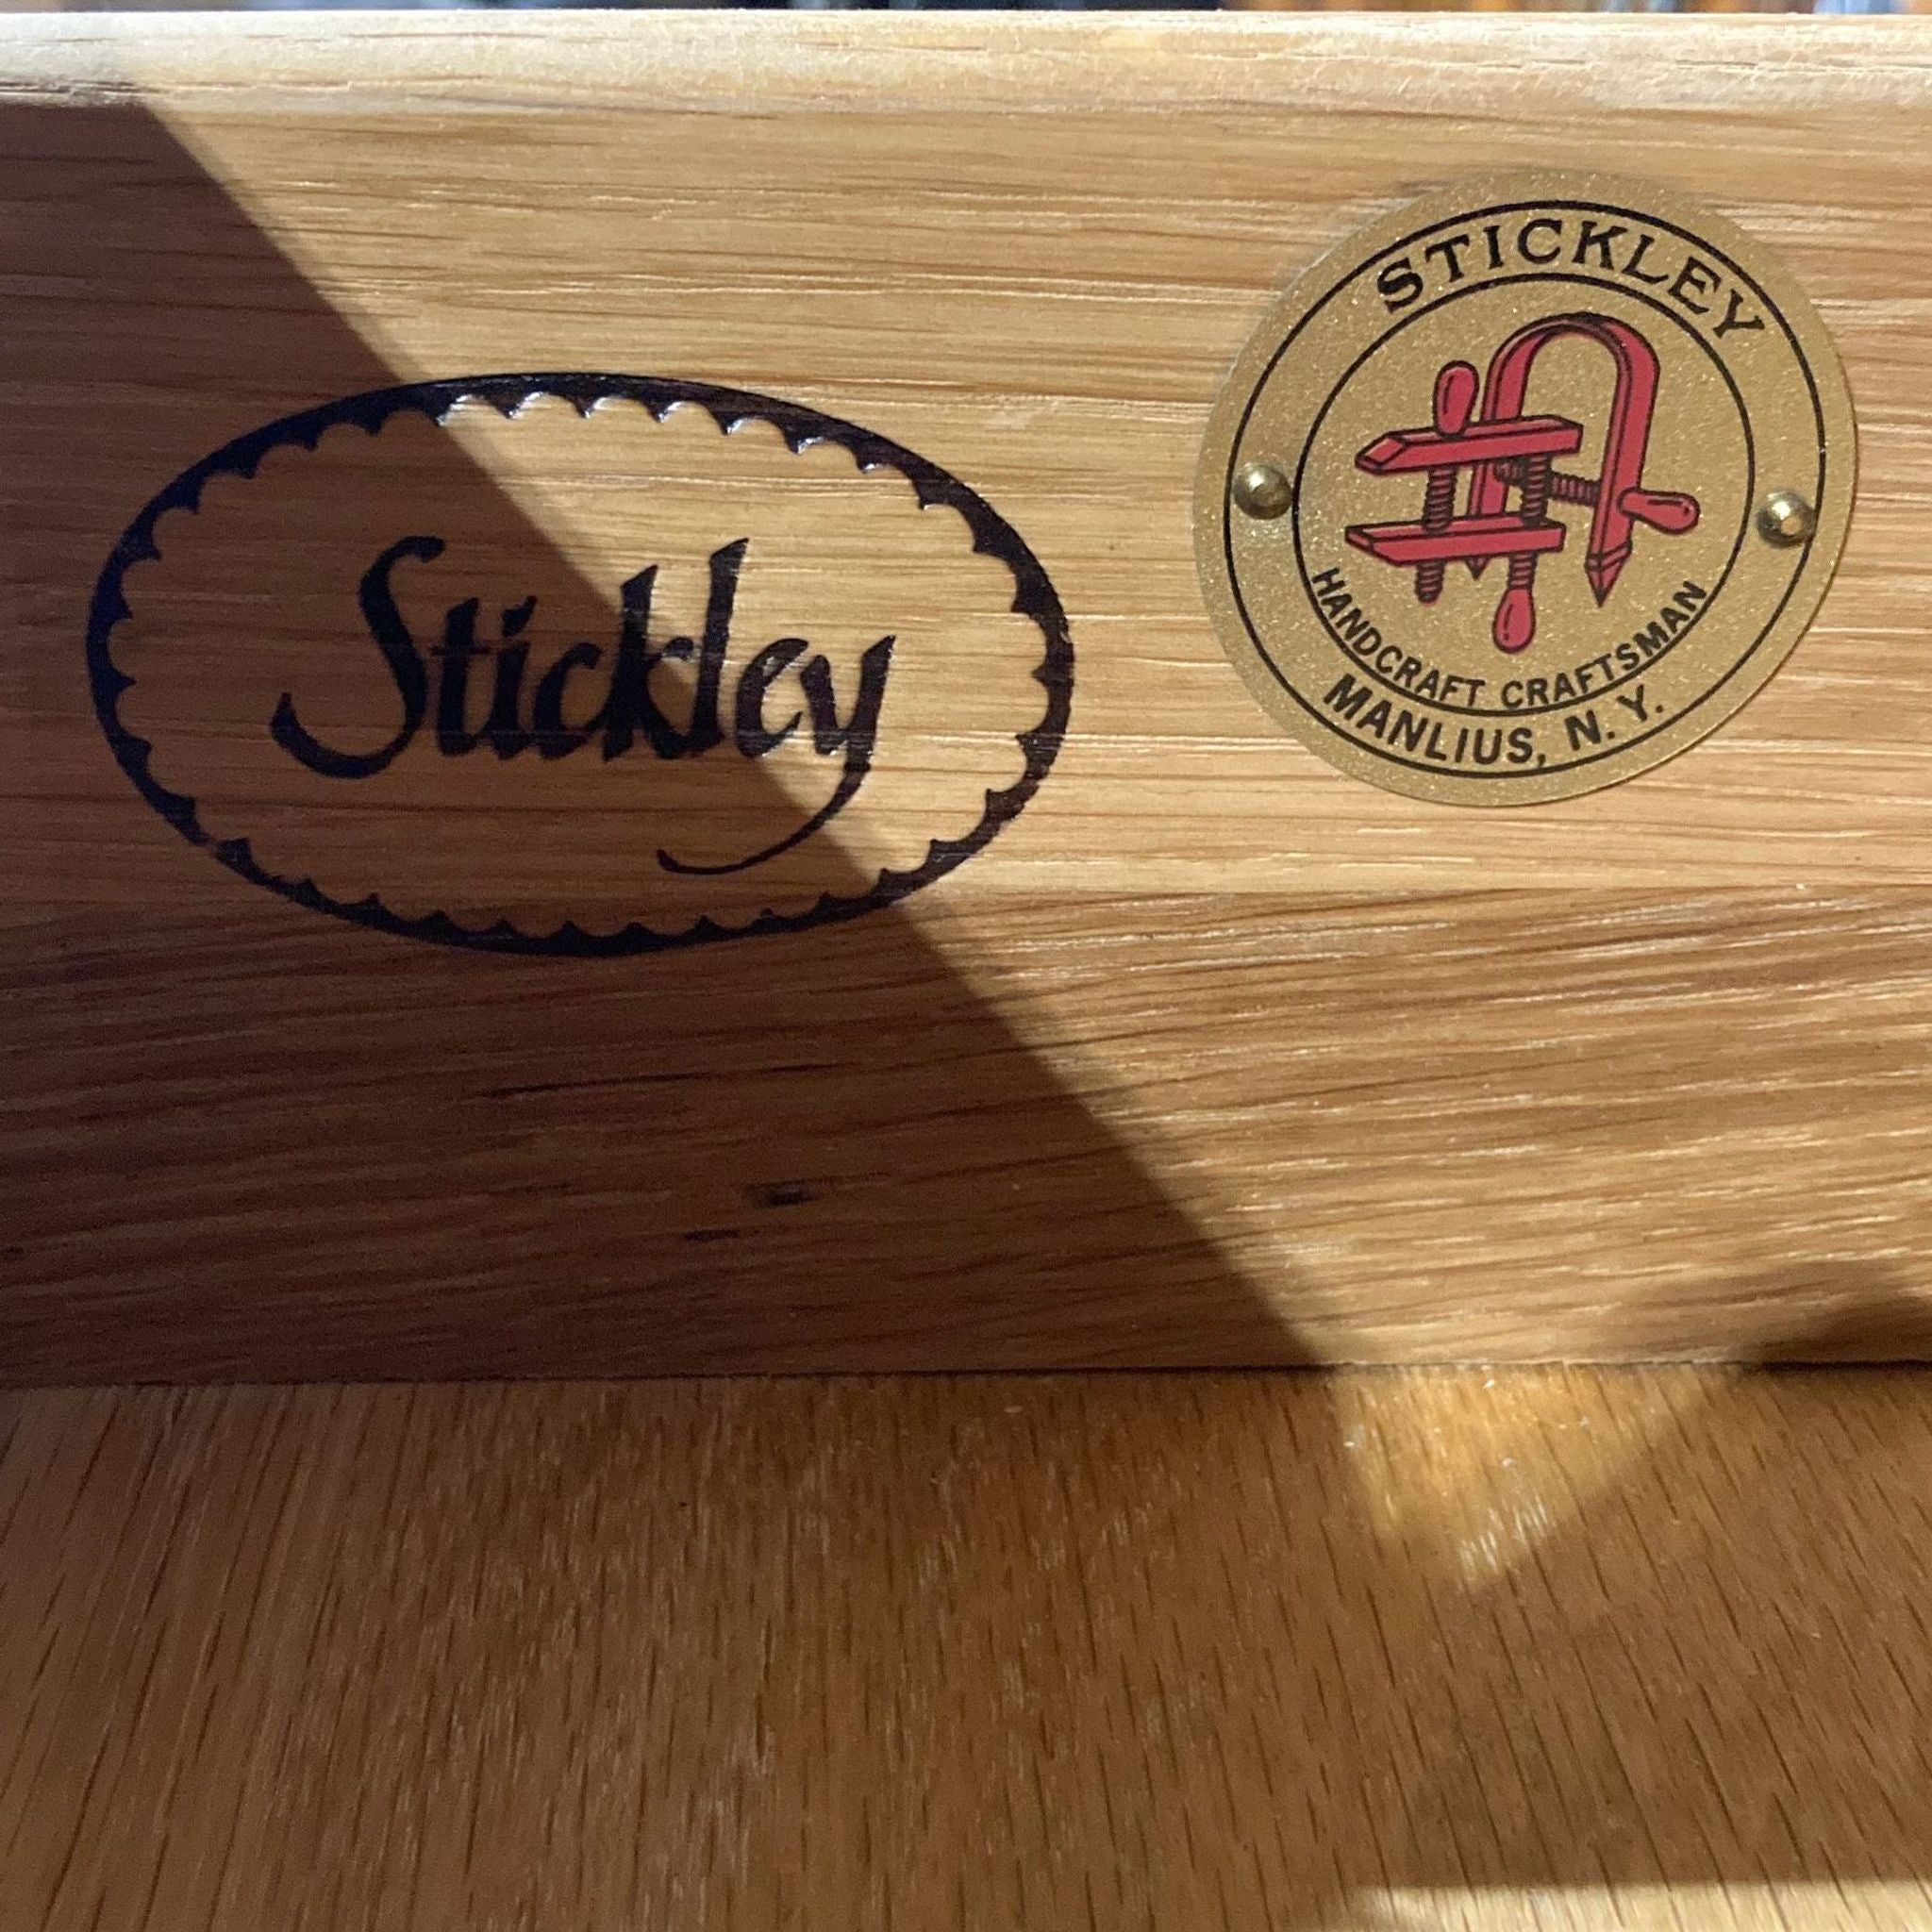 Stickley
STICKLEY
HANDCRAFT CRAFTSMAN
MANLIUS, N. Y.